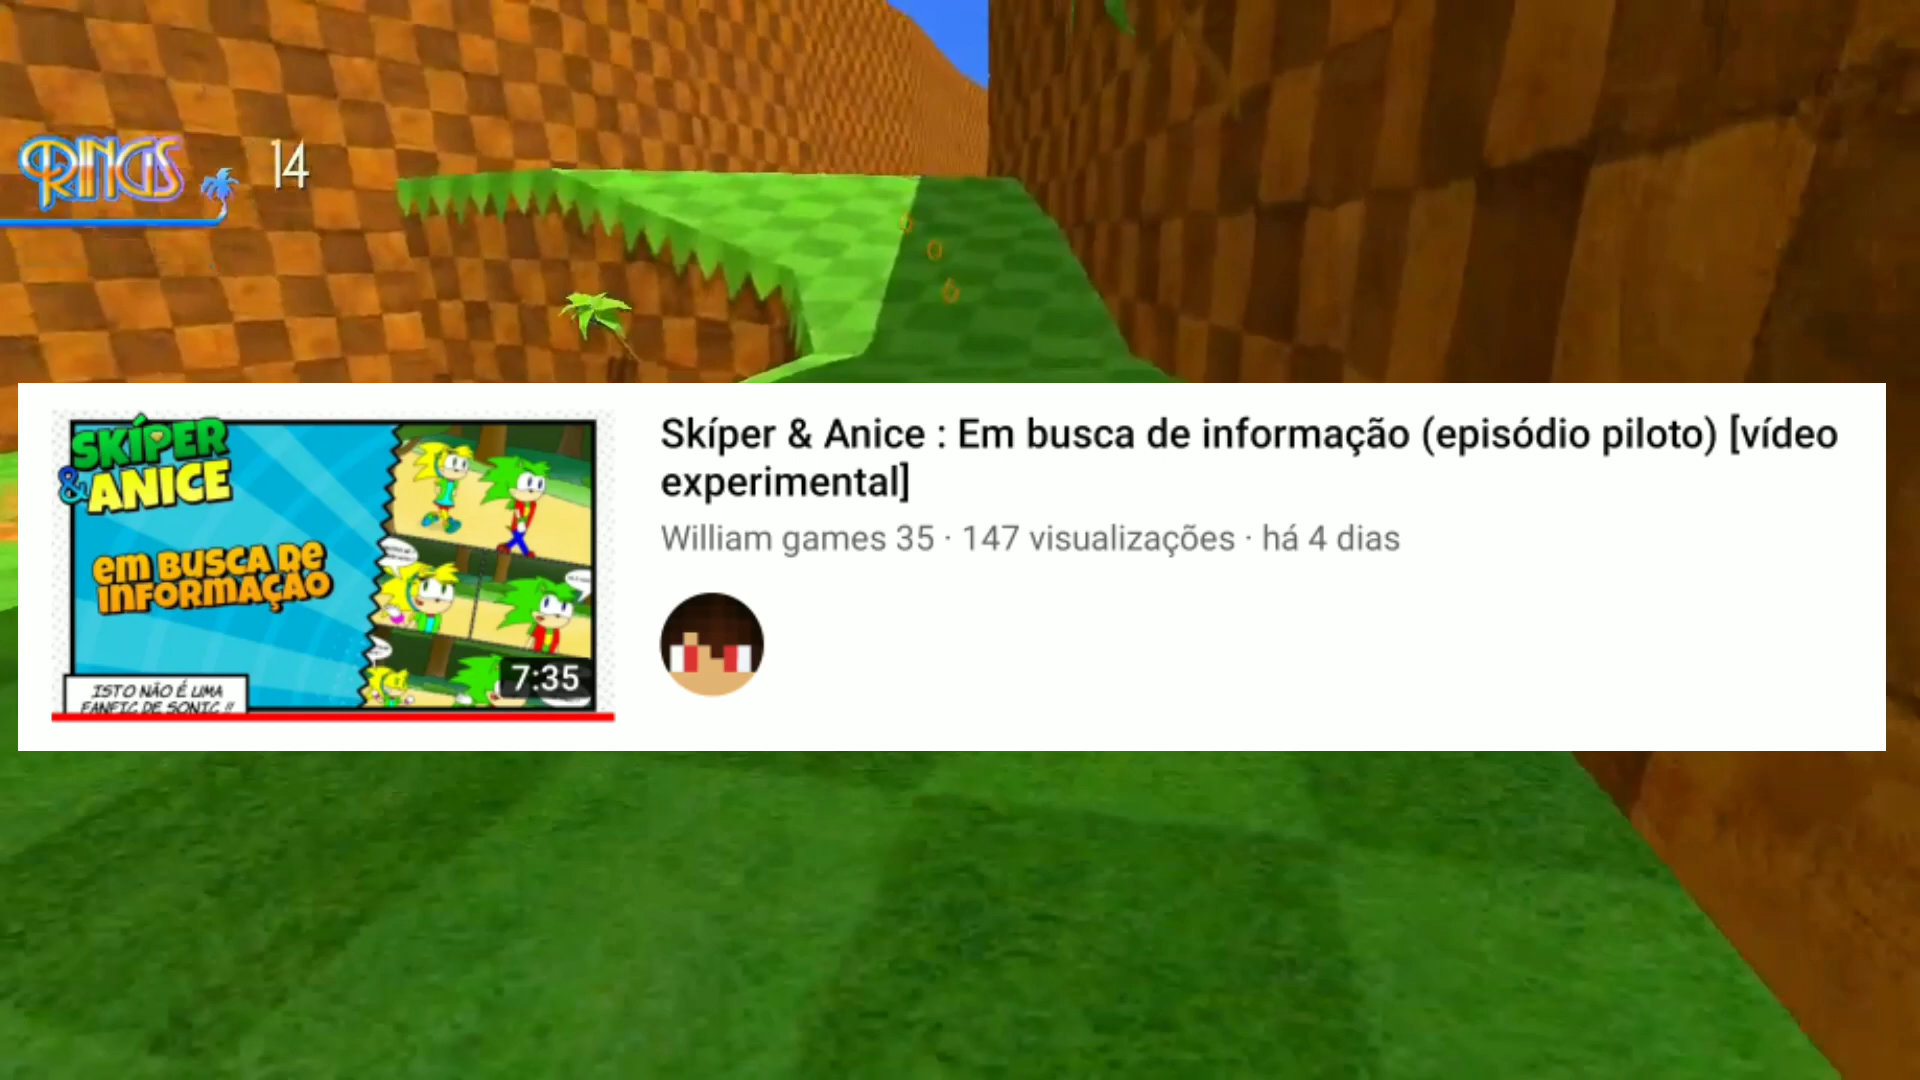 RINGS 14
SKÍPER
& ANICE
EM BUSCA DE
INFORMAÇÃO
ISTO NÃO É UMA
FANFIC DE SONIC !!
7:35
Skíper & Anice : Em busca de informação (episódio piloto) [vídeo
experimental]
William games 35 · 147 visualizações · há 4 dias